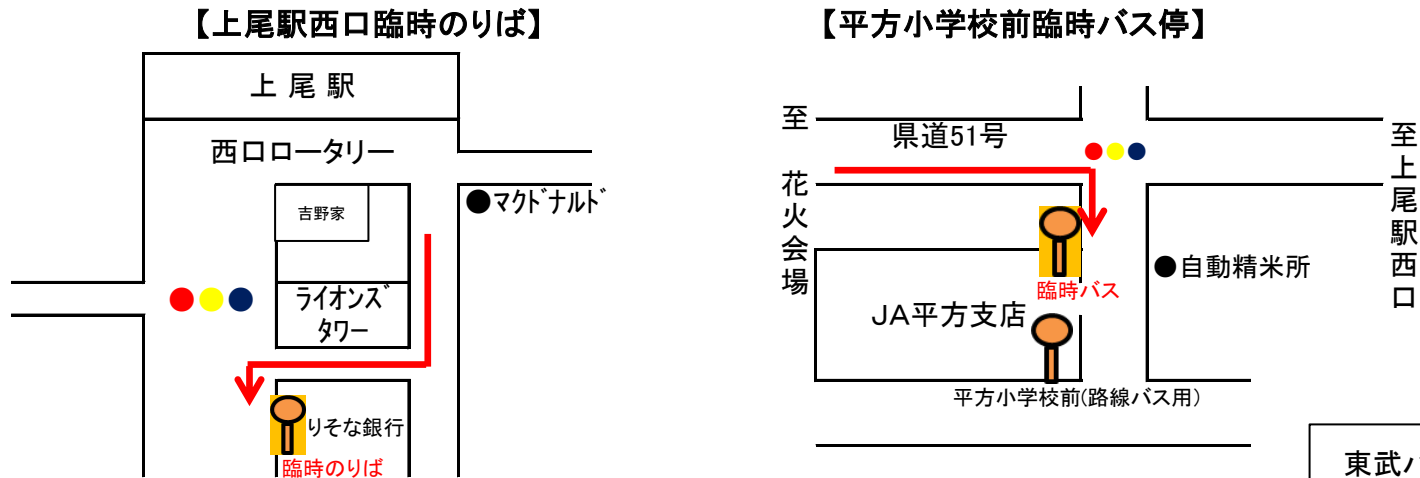 【上尾駅西口臨時のりば】
上尾駅
西口ロータリー
吉野家
●マクドナルド
ライオンズ
タワー
りそな銀行
臨時のりば
【平方小学校前臨時バス停】
至 花火会場
県道51号
至上尾駅西口
●自動精米所
臨時バス
JA平方支店
平方小学校前(路線バス用)
東武バ